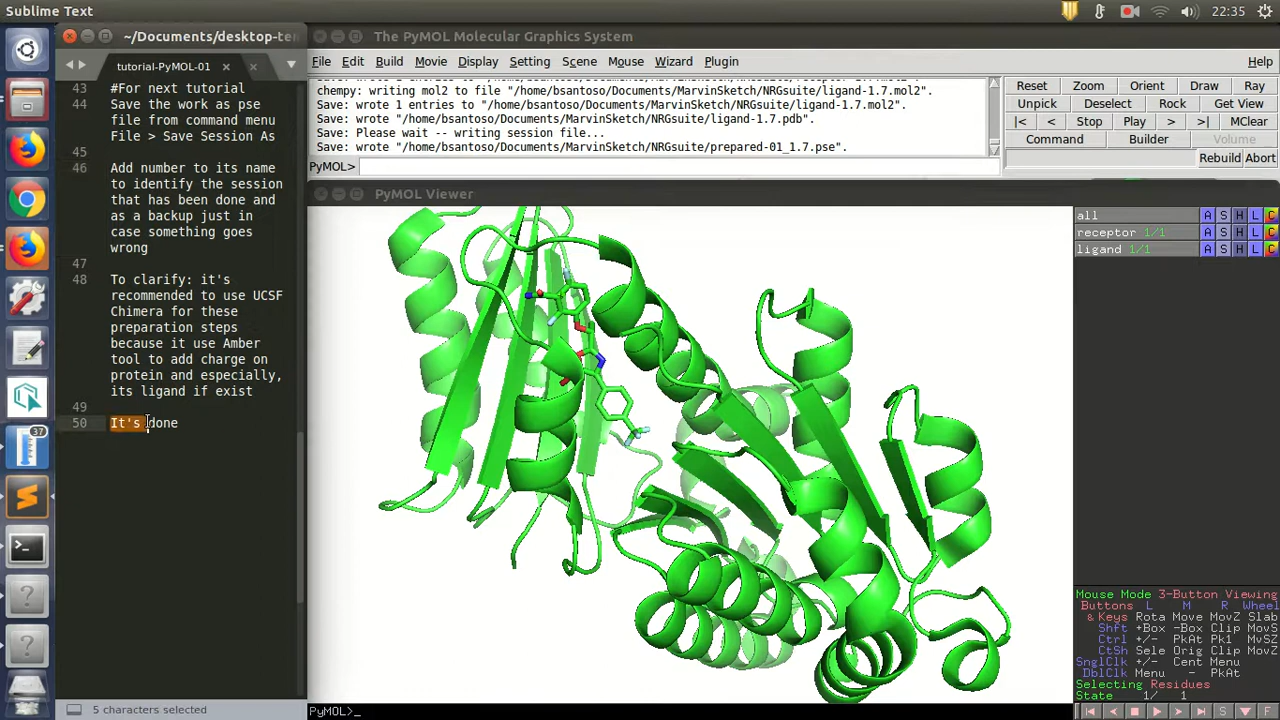 Sublime Text
22:35
~/Documents/desktop-te
tutorial-PyMOL-01
43 #For next tutorial
44 Save the work as pse
file from command menu
File > Save Session As
45
46 Add number to its name
to identify the session
that has been done and
as a backup just in
case something goes
wrong
47
48 To clarify: it's
recommended to use UCSF
Chimera for these
preparation steps
because it use Amber
tool to add charge on
protein and especially,
its ligand if exist
49
50 It's done
37
5 characters selected
The PyMOL Molecular Graphics System
File Edit Build Movie Display Setting Scene Mouse Wizard Plugin Help
chempy: writing mol2 to file "/home/bsantoso/Documents/MarvinSketch/NRGsuite/ligand-1.7.mol2".
Save: wrote 1 entries to "/home/bsantoso/Documents/MarvinSketch/NRGsuite/ligand-1.7.mol2".
Save: wrote "/home/bsantoso/Documents/MarvinSketch/NRGsuite/ligand-1.7.pdb".
Save: Please wait -- writing session file...
Save: wrote "/home/bsantoso/Documents/MarvinSketch/NRGsuite/prepared-01_1.7.pse".
PyMOL>
Reset Zoom Orient Draw Ray
Unpick Deselect Rock Get View
|< < Stop Play > >| MClear
Command Builder Volume
Rebuild Abort
PyMOL Viewer
all A S H L C
receptor 1/1 A S H L C
ligand 1/1 A S H L C
Mouse Mode 3-Button Viewing
Buttons L M R Wheel
& Keys Rota Move MovZ Slab
Shft +Box -Box Clip MovS
Ctrl +/- PkAt Pk1 MvSZ
CtSh Sele Orig Clip MovZ
SnglClk +/- Cent Menu
DblClk Menu - PkAt
Selecting Residues
State 1/ 1
S F
PyMOL>_